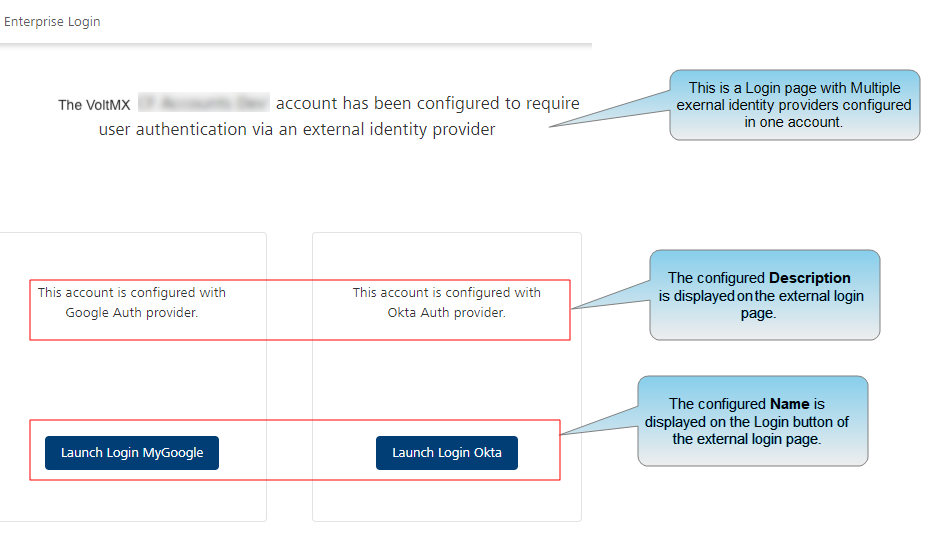 Enterprise Login
The VoltMX account has been configured to require
user authentication via an external identity provider
This is a Login page with Multiple
exernal identity providers configured
in one account.
This account is configured with
Google Auth provider.
This account is configured with
Okta Auth provider.
The configured Description
is displayed on the external login
page.
Launch Login MyGoogle
Launch Login Okta
The configured Name is
displayed on the Login button of
the external login page.